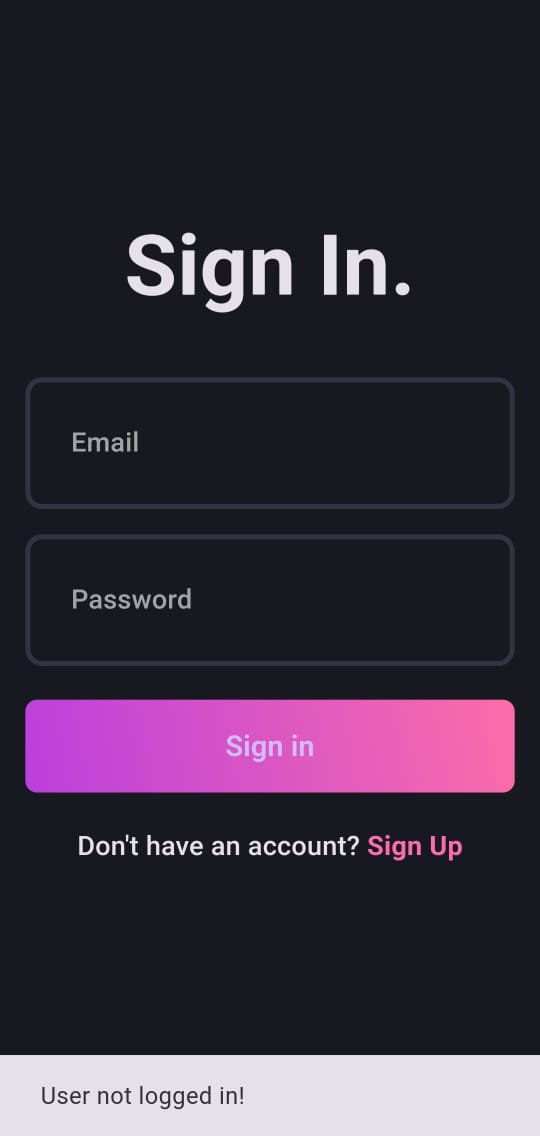 Sign In.
Email
Password
Sign in
Don't have an account? Sign Up
User not logged in!